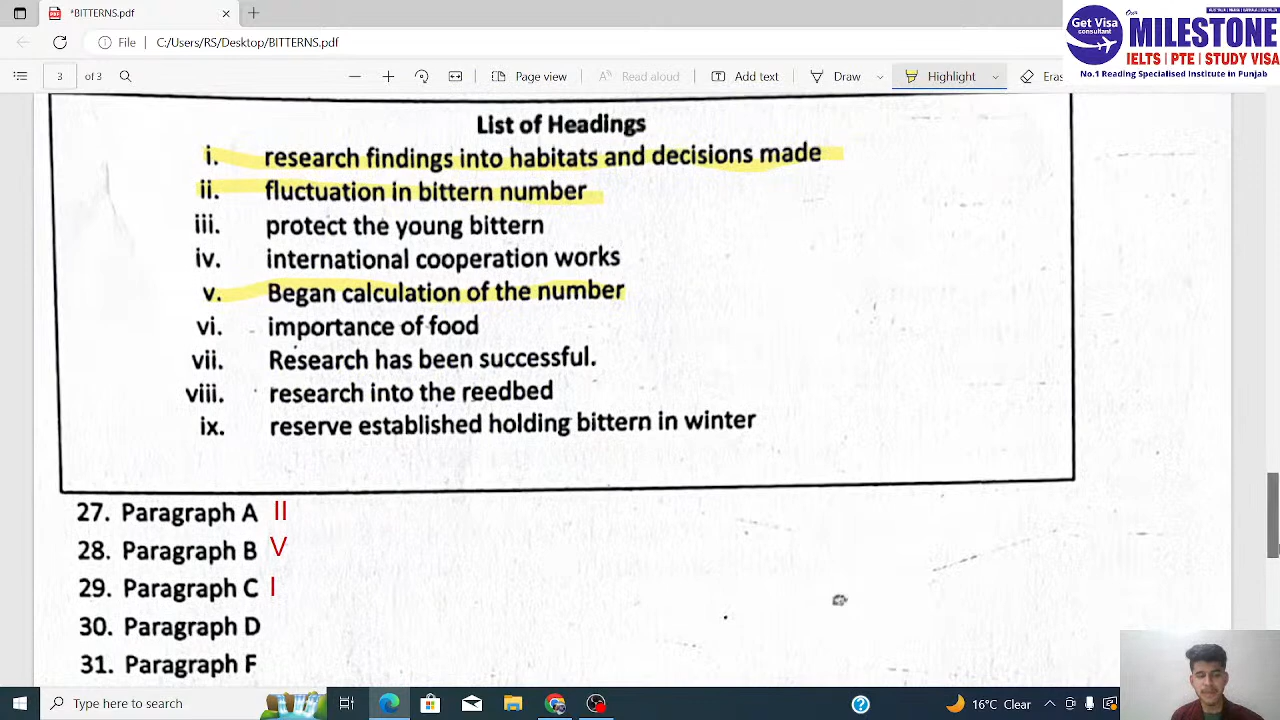 *BITTERNS.pdf
Get Visa
consultant
Over
MILESTONE
IELTS | PTE | STUDY VISA
No.1 Reading Specialised Institute in Punjab
File
C:/Users/RS/Desktop/BITTERNS.pdf
3 of 3
Page view
Read aloud
Add text
Draw
Highlight
Eras
List of Headings
i. research findings into habitats and decisions made
ii. fluctuation in bittern number
iii. protect the young bittern
iv. international cooperation works
v. Began calculation of the number
vi. importance of food
vii. Research has been successful.
viii. research into the reedbed
ix. reserve established holding bittern in winter
27. Paragraph A II
28. Paragraph B V
29. Paragraph C I
30. Paragraph D
31. Paragraph F
Type here to search
16°C Clear